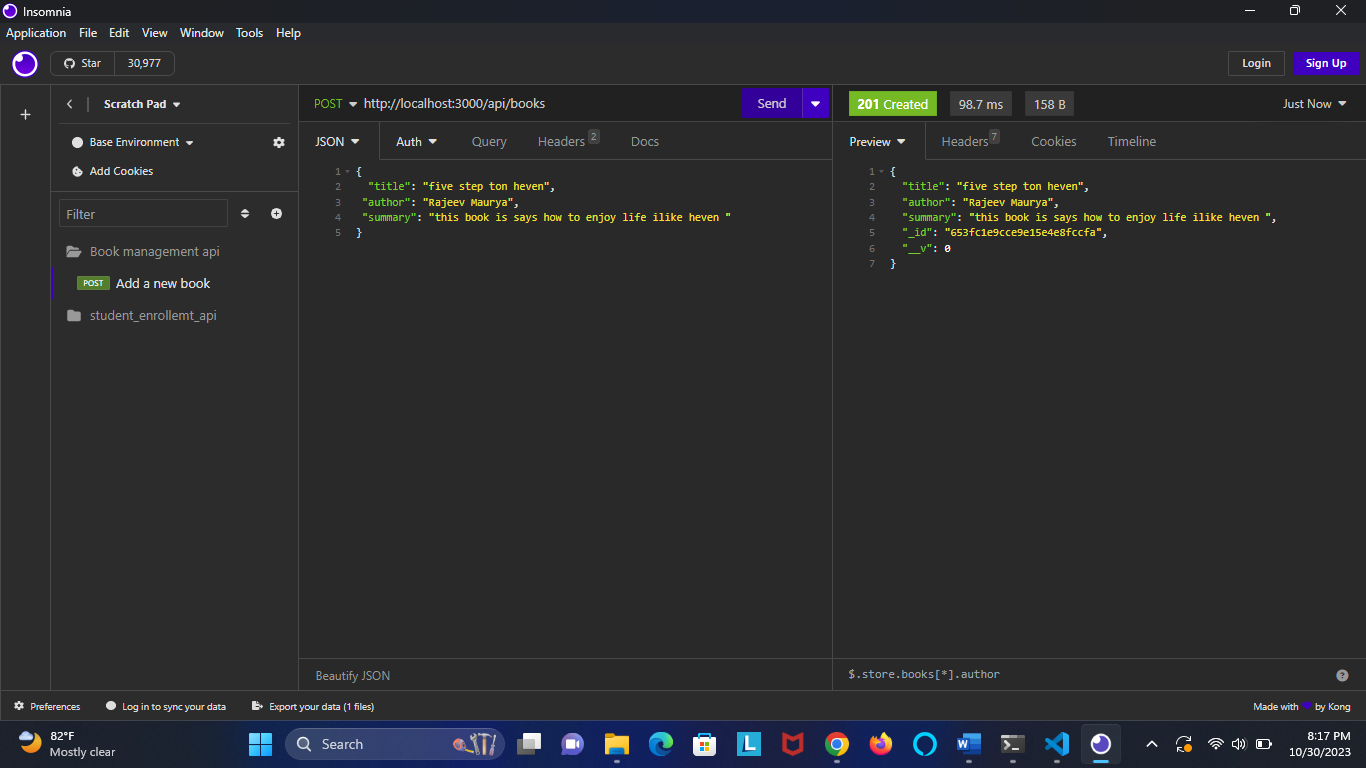 Insomnia
Application File Edit View Window Tools Help
Star 30,977 Login Sign Up
Scratch Pad
Base Environment
Add Cookies
Filter
Book management api
POST Add a new book
student_enrollemt_api
POST http://localhost:3000/api/books Send
JSON Auth Query Headers 2 Docs
1 {
2 "title": "five step ton heven",
3 "author": "Rajeev Maurya",
4 "summary": "this book is says how to enjoy life ilike heven "
5 }
Beautify JSON
201 Created 98.7 ms 158 B Just Now
Preview Headers 7 Cookies Timeline
1 {
2 "title": "five step ton heven",
3 "author": "Rajeev Maurya",
4 "summary": "this book is says how to enjoy life ilike heven ",
5 "_id": "653fc1e9cce9e15e4e8fccfa",
6 "__v": 0
7 }
$.store.books[*].author
Preferences Log in to sync your data Export your data (1 files) Made with by Kong
82°F
Mostly clear
Search
L
W
8:17 PM
10/30/2023